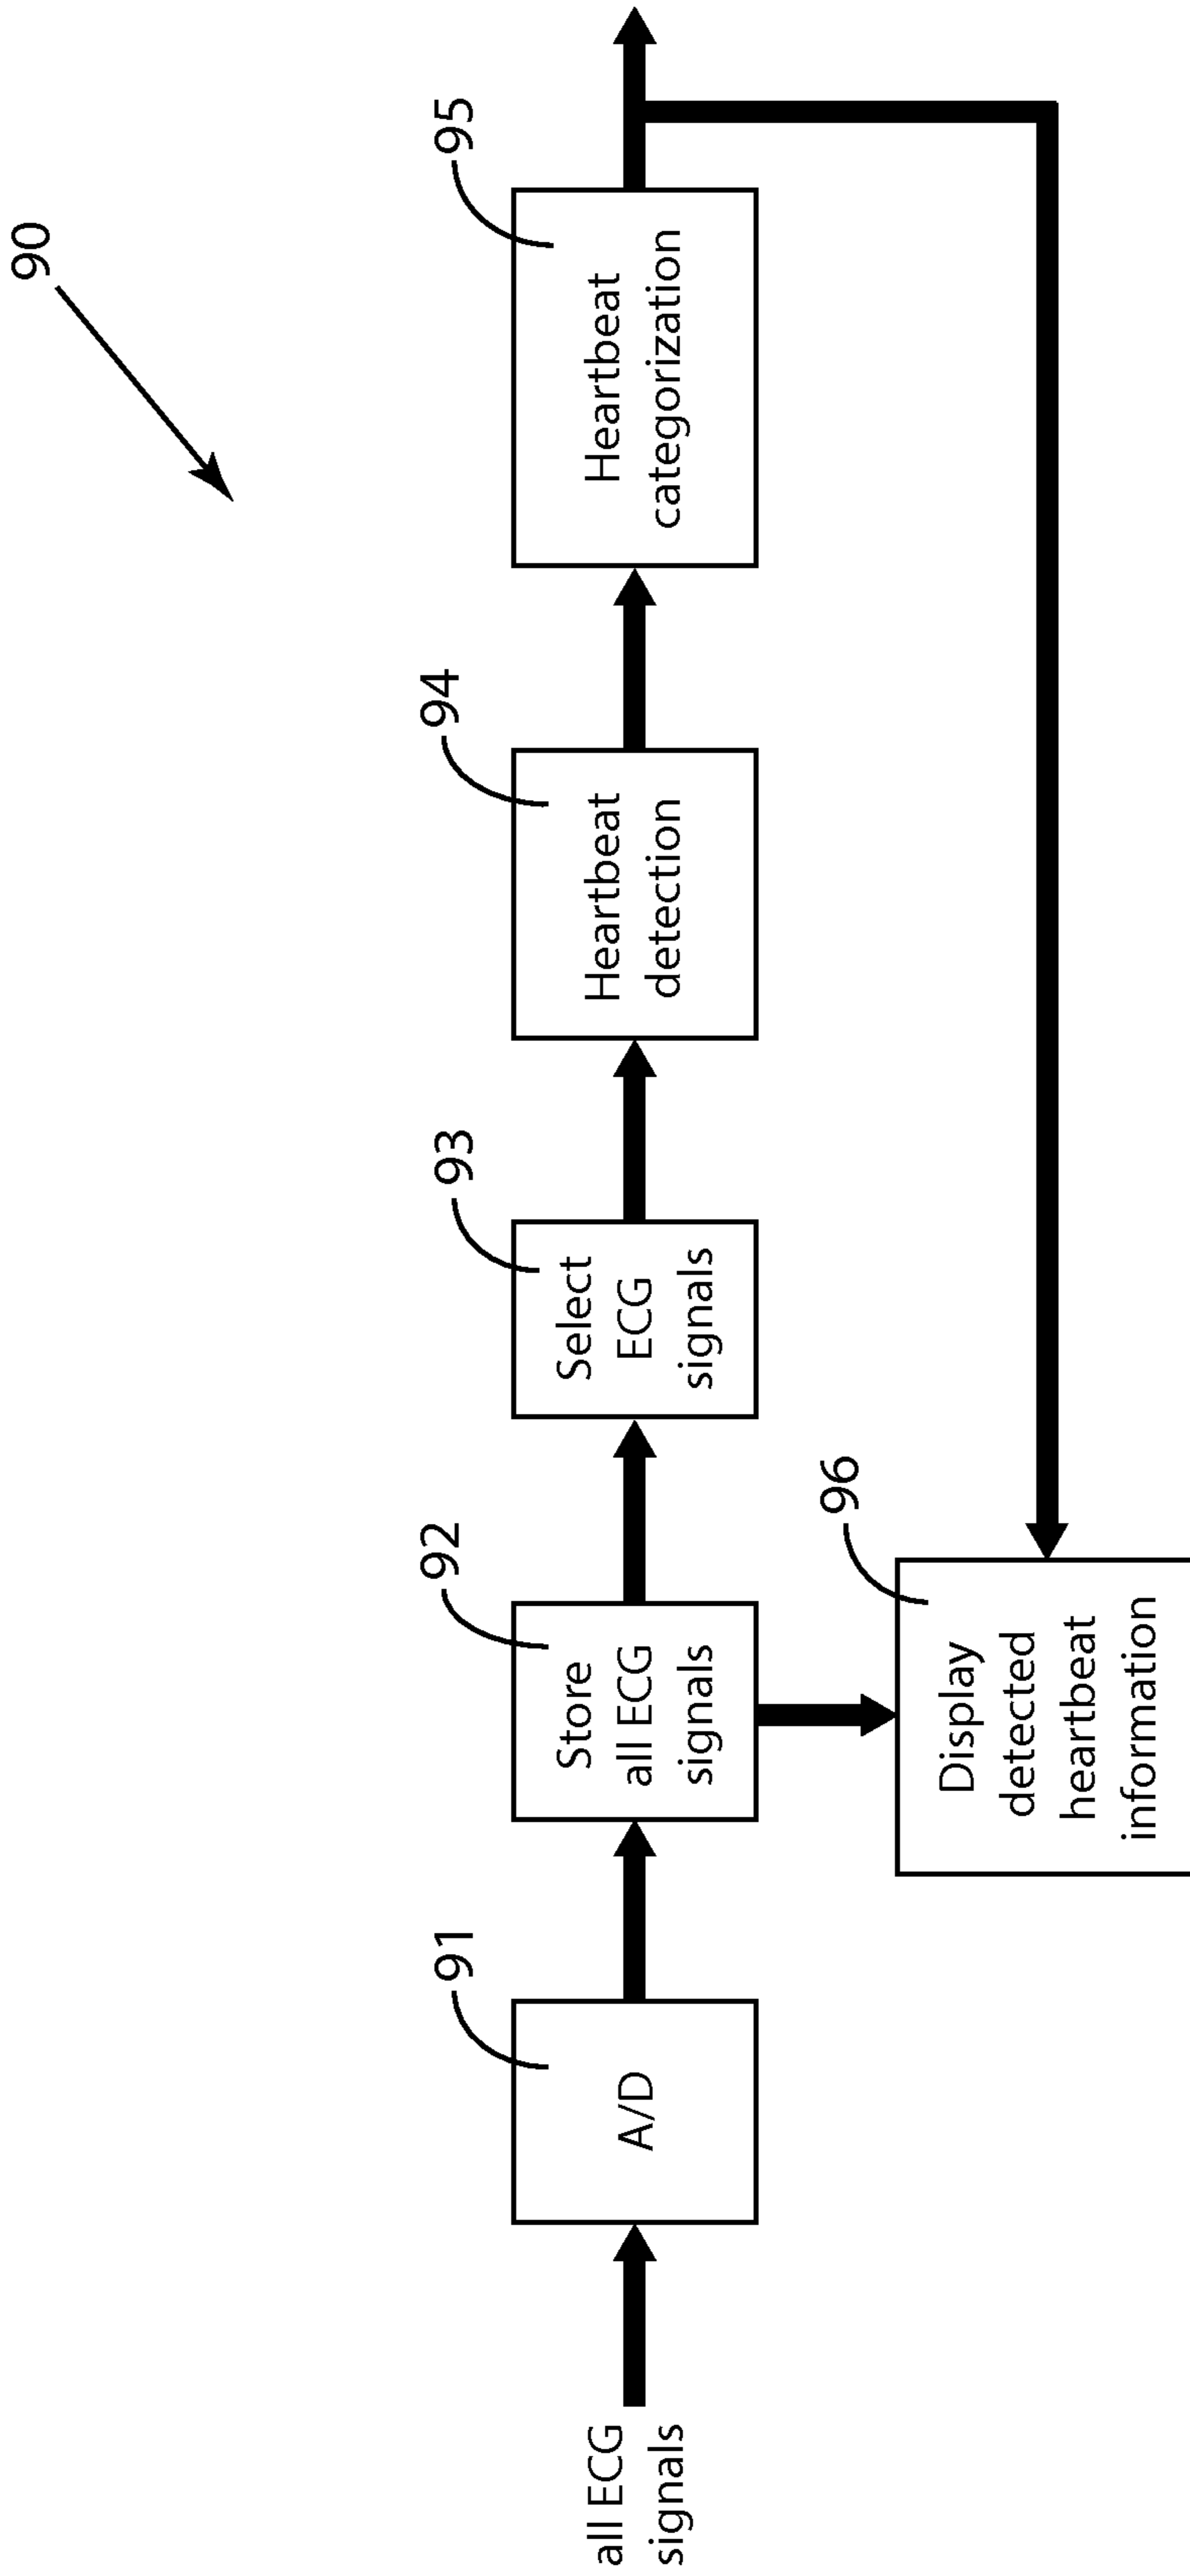 90
all ECG
signals
91
A/D
92
Store
all ECG
signals
93
Select
ECG
signals
94
Heartbeat
detection
95
Heartbeat
categorization
96
Display
detected
heartbeat
information